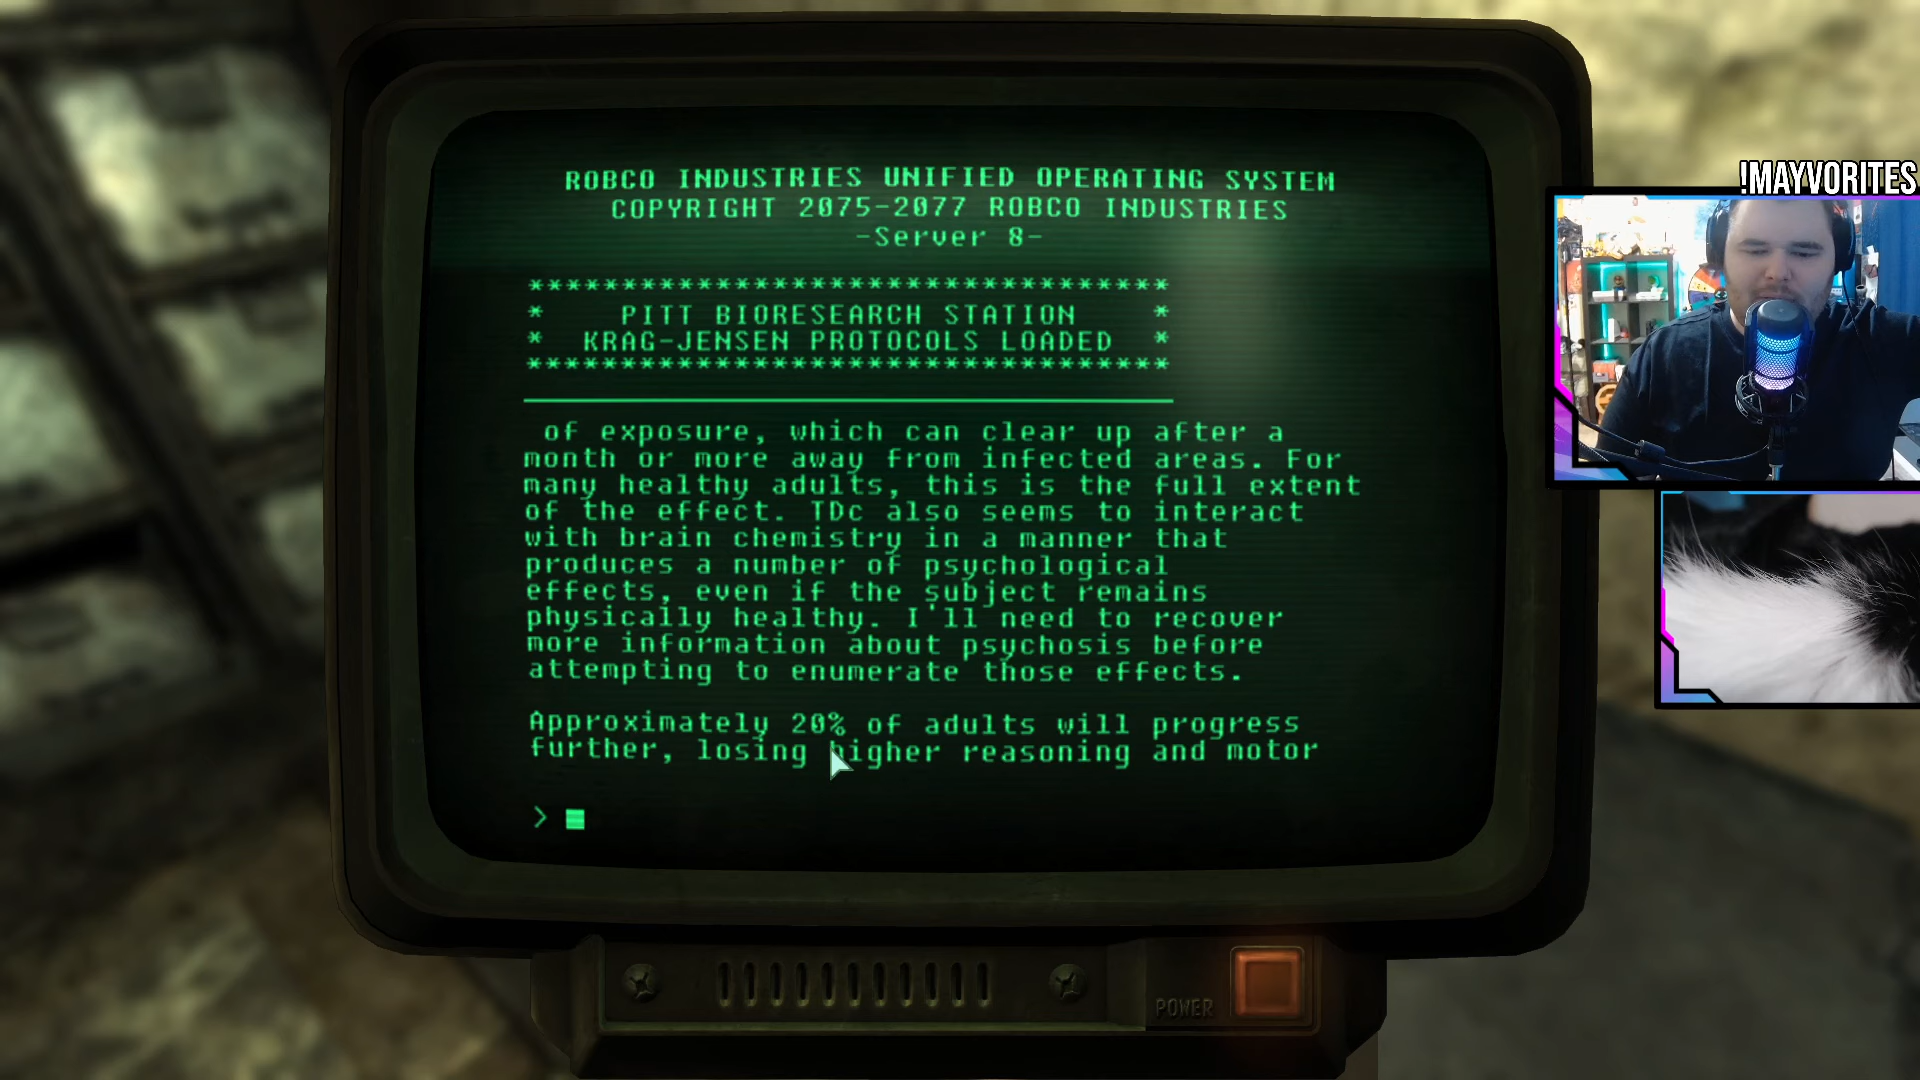 ROBCO INDUSTRIES UNIFIED OPERATING SYSTEM
COPYRIGHT 2075-2077 ROBCO INDUSTRIES
-Server 8-
**********************************
* PITT BIORESEARCH STATION *
* KRAG-JENSEN PROTOCOLS LOADED *
**********************************
of exposure, which can clear up after a
month or more away from infected areas. For
many healthy adults, this is the full extent
of the effect. TDc also seems to interact
with brain chemistry in a manner that
produces a number of psychological
effects, even if the subject remains
physically healthy. I'll need to recover
more information about psychosis before
attempting to enumerate those effects.
Approximately 20% of adults will progress
further, losing higher reasoning and motor
>
POWER
!MAYVORITES